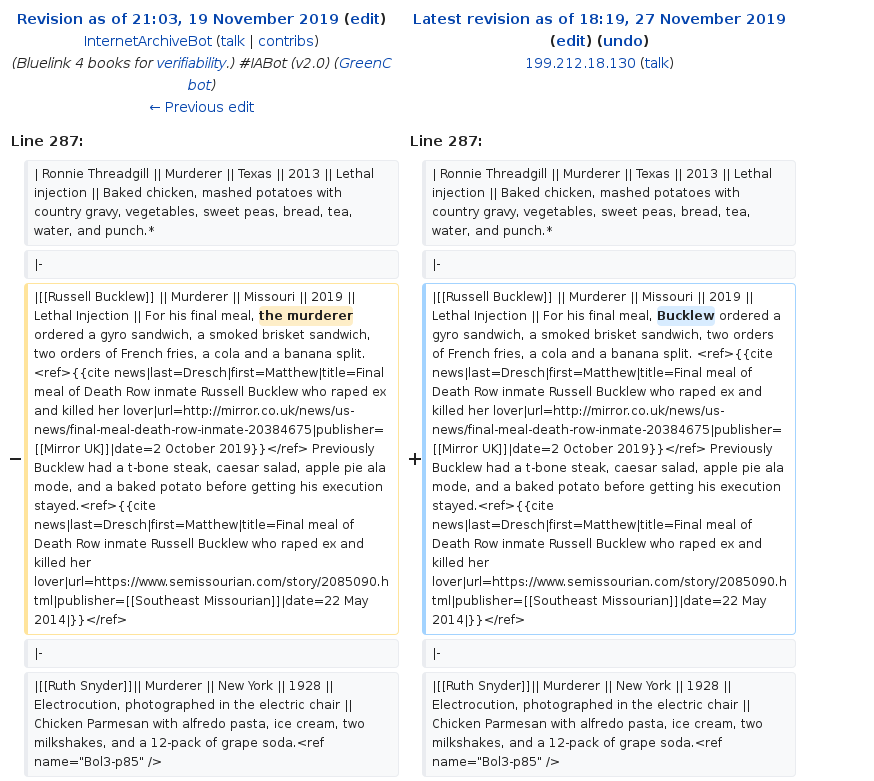 Revision as of 21:03, 19 November 2019 (edit)
InternetArchiveBot (talk | contribs)
(Bluelink 4 books for verifiability.) #IABot (v2.0) (GreenC
bot)
← Previous edit
Latest revision as of 18:19, 27 November 2019
(edit) (undo)
199.212.18.130 (talk)
Line 287:
| Ronnie Threadgill || Murderer || Texas || 2013 || Lethal
injection || Baked chicken, mashed potatoes with
country gravy, vegetables, sweet peas, bread, tea,
water, and punch.*
|-
−
|[[Russell Bucklew]] || Murderer || Missouri || 2019 ||
Lethal Injection || For his final meal, the murderer
ordered a gyro sandwich, a smoked brisket sandwich,
two orders of French fries, a cola and a banana split.
<ref>{{cite news|last=Dresch|first=Matthew|title=Final
meal of Death Row inmate Russell Bucklew who raped ex
and killed her lover|url=http://mirror.co.uk/news/us-
news/final-meal-death-row-inmate-20384675|publisher=
[[Mirror UK]]|date=2 October 2019}}</ref> Previously
Bucklew had a t-bone steak, caesar salad, apple pie ala
mode, and a baked potato before getting his execution
stayed.<ref>{{cite
news|last=Dresch|first=Matthew|title=Final meal of
Death Row inmate Russell Bucklew who raped ex and
killed her
lover|url=https://www.semissourian.com/story/2085090.h
tml|publisher=[[Southeast Missourian]]|date=22 May
2014|}}</ref>
|-
|[[Ruth Snyder]]|| Murderer || New York || 1928 ||
Electrocution, photographed in the electric chair ||
Chicken Parmesan with alfredo pasta, ice cream, two
milkshakes, and a 12-pack of grape soda.<ref
name="Bol3-p85" />
Line 287:
| Ronnie Threadgill || Murderer || Texas || 2013 || Lethal
injection || Baked chicken, mashed potatoes with
country gravy, vegetables, sweet peas, bread, tea,
water, and punch.*
|-
+
|[[Russell Bucklew]] || Murderer || Missouri || 2019 ||
Lethal Injection || For his final meal, Bucklew ordered a
gyro sandwich, a smoked brisket sandwich, two orders
of French fries, a cola and a banana split. <ref>{{cite
news|last=Dresch|first=Matthew|title=Final meal of
Death Row inmate Russell Bucklew who raped ex and
killed her lover|url=http://mirror.co.uk/news/us-
news/final-meal-death-row-inmate-20384675|publisher=
[[Mirror UK]]|date=2 October 2019}}</ref> Previously
Bucklew had a t-bone steak, caesar salad, apple pie ala
mode, and a baked potato before getting his execution
stayed.<ref>{{cite
news|last=Dresch|first=Matthew|title=Final meal of
Death Row inmate Russell Bucklew who raped ex and
killed her
lover|url=https://www.semissourian.com/story/2085090.h
tml|publisher=[[Southeast Missourian]]|date=22 May
2014|}}</ref>
|-
|[[Ruth Snyder]]|| Murderer || New York || 1928 ||
Electrocution, photographed in the electric chair ||
Chicken Parmesan with alfredo pasta, ice cream, two
milkshakes, and a 12-pack of grape soda.<ref
name="Bol3-p85" />